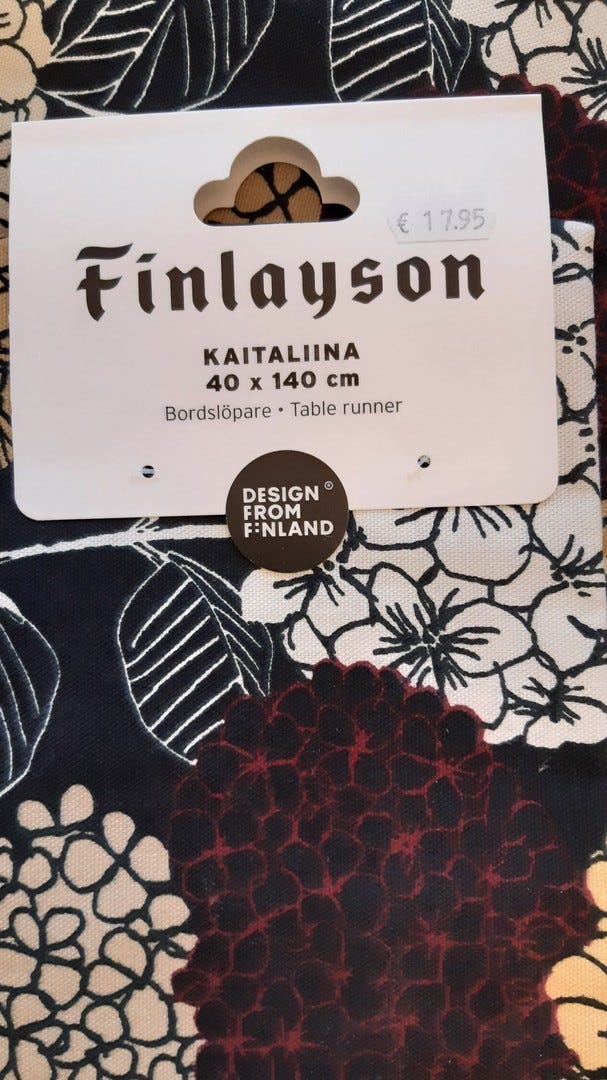 € 17.95
Finlayson
KAITALIINA
40 x 140 cm
Bordslöpare • Table runner
DESIGN ®
FROM
FINLAND